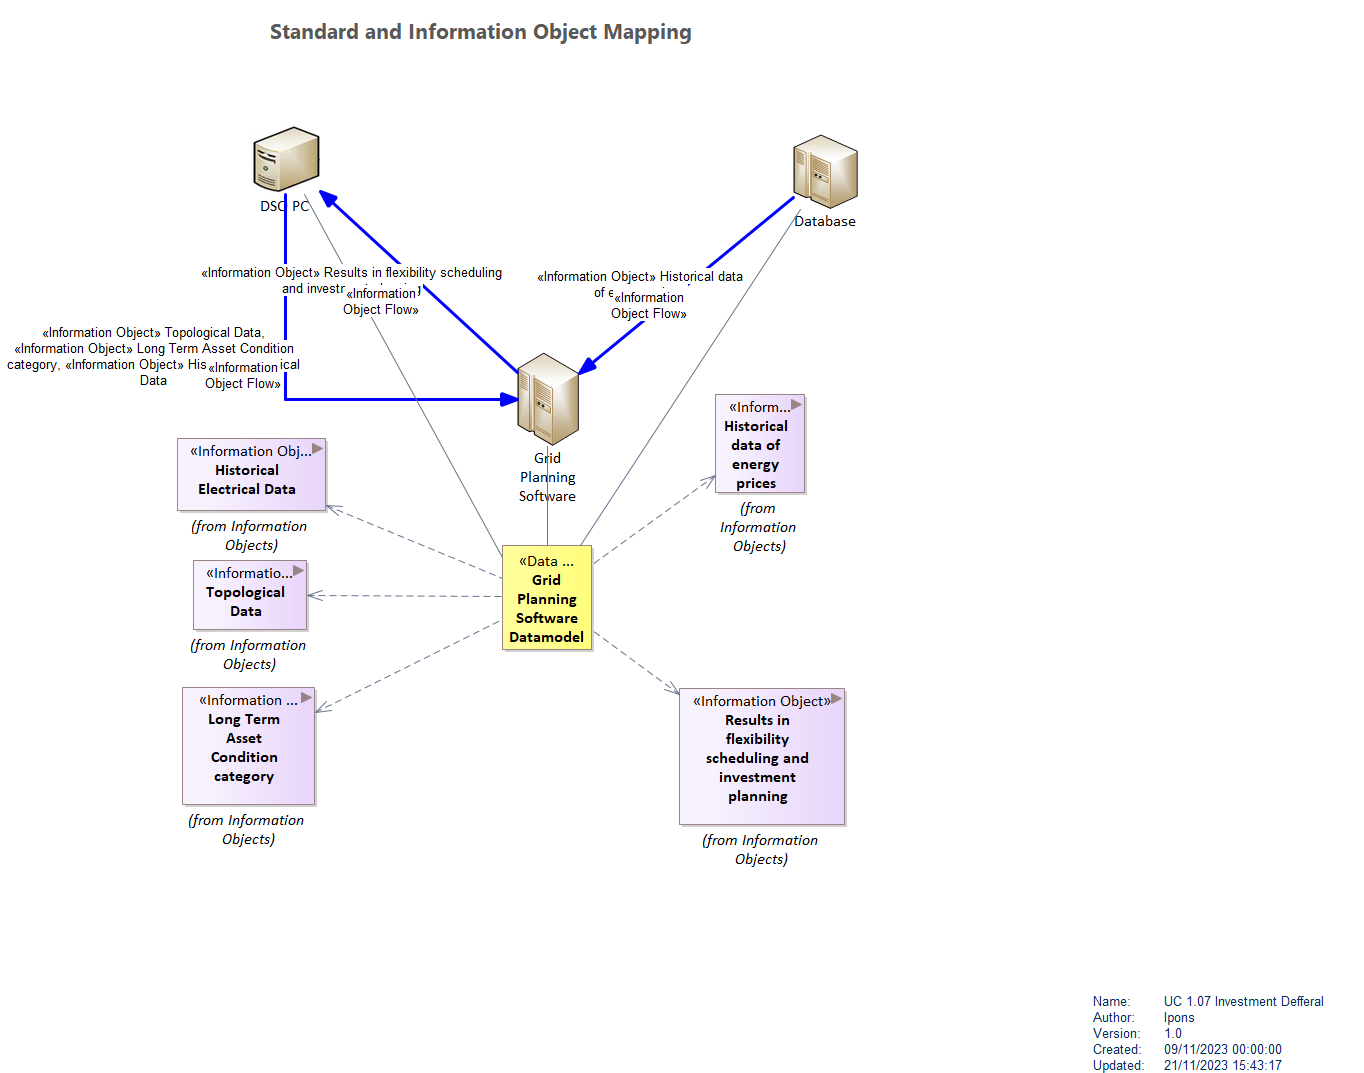 Standard and Information Object Mapping
DSO PC
Database
«Information Object» Results in flexibility scheduling
and investr
«Information
Object Flow»
«Information Object» Historical data
of
«Information
Object Flow»
«Information Object» Topological Data,
«Information Object» Long Term Asset Condition
category, «Information Object» His «Information ical
Data Object Flow»
Grid
Planning
Software
«Inform...
Historical
data of
energy
prices
(from
Information
Objects)
«Information Obj...
Historical
Electrical Data
(from Information
Objects)
«Informatio...
Topological
Data
(from Information
Objects)
«Data ...
Grid
Planning
Software
Datamodel
«Information ...
Long Term
Asset
Condition
category
(from Information
Objects)
«Information Object»
Results in
flexibility
scheduling and
investment
planning
(from Information
Objects)
Name: UC 1.07 Investment Defferal
Author: lpons
Version: 1.0
Created: 09/11/2023 00:00:00
Updated: 21/11/2023 15:43:17